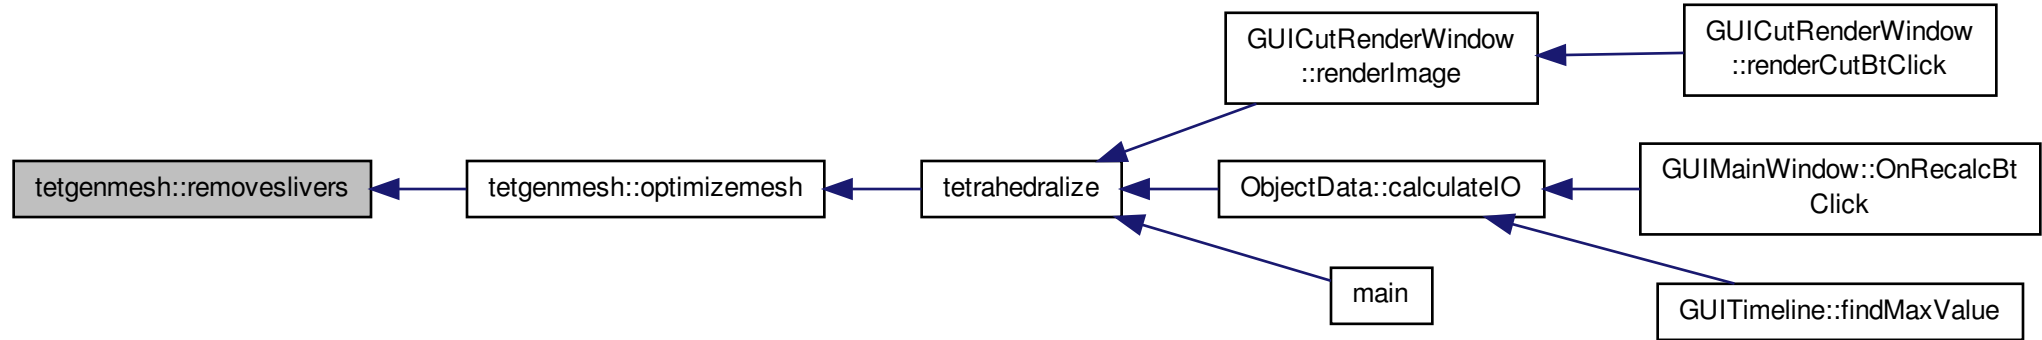 tetgenmesh::removeslivers
tetgenmesh::optimizemesh
tetrahedralize
GUICutRenderWindow
::renderImage
GUICutRenderWindow
::renderCutBtClick
ObjectData::calculateIO
GUIMainWindow::OnRecalcBt
Click
GUITimeline::findMaxValue
main